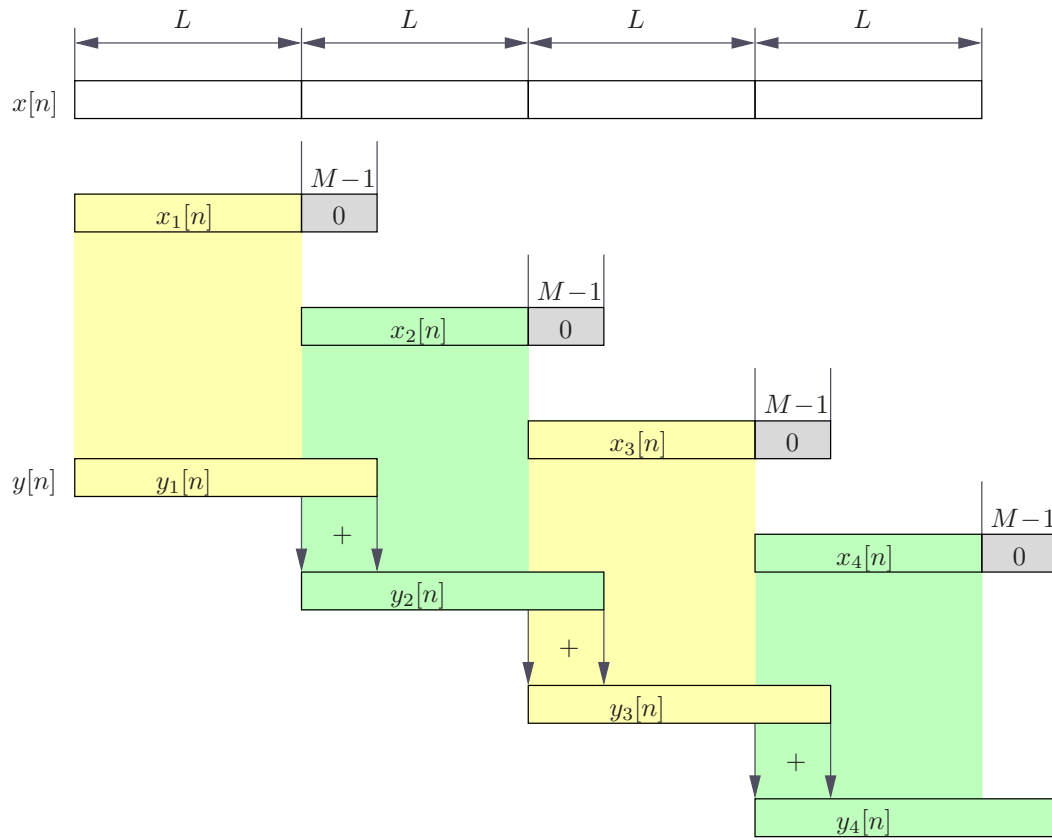 L L L L
x[n]
M−1
x₁[n] 0
M−1
x₂[n] 0
M−1
x₃[n] 0
y[n] y₁[n]
M−1
+
x₄[n] 0
y₂[n]
+
y₃[n]
+
y₄[n]